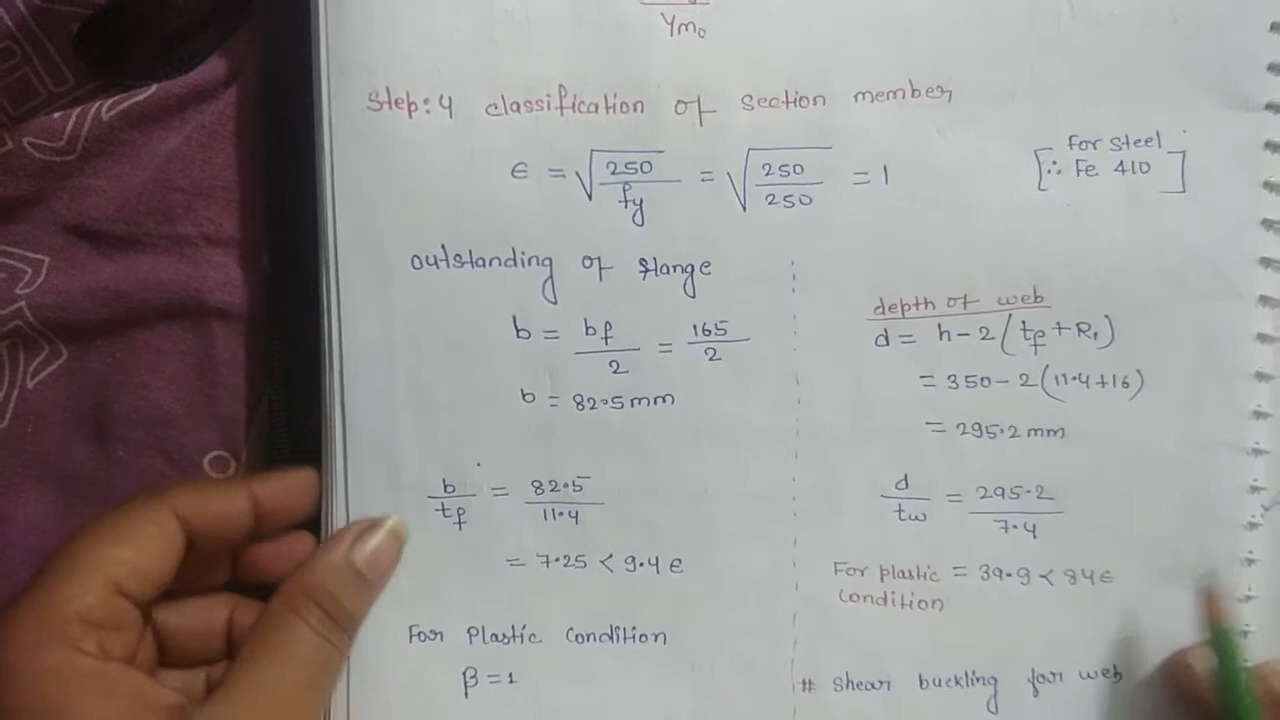 γm₀
Step:4 classification of section member
ϵ = √(250/fy) = √(250/250) = 1
[∵ For Steel Fe 410]
outstanding of flange
b = bf/2 = 165/2
b = 82.5mm
b/tf = 82.5/11.4
= 7.25 < 9.4 ϵ
For Plastic Condition
β = 1
depth of web
d = h - 2 (tf + R₁)
= 350 - 2 (11.4 + 16)
= 295.2 mm
d/tw = 295.2/7.4
For plastic condition = 39.9 < 84 ϵ
# Shear buckling for web